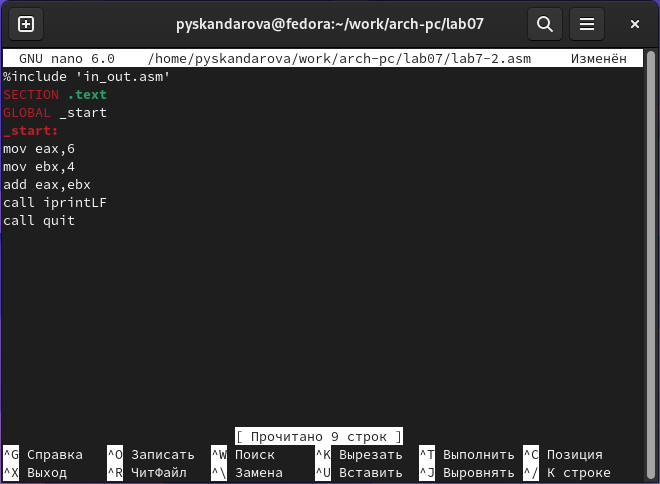 pyskandarova@fedora:~/work/arch-pc/lab07
GNU nano 6.0 /home/pyskandarova/work/arch-pc/lab07/lab7-2.asm Изменён
%include 'in_out.asm'
SECTION .text
GLOBAL _start
_start:
mov eax,6
mov ebx,4
add eax,ebx
call iprintLF
call quit
[ Прочитано 9 строк ]
^G Справка ^O Записать ^W Поиск ^K Вырезать ^T Выполнить ^C Позиция
^X Выход ^R ЧитФайл ^\ Замена ^U Вставить ^J Выровнять ^/ К строке